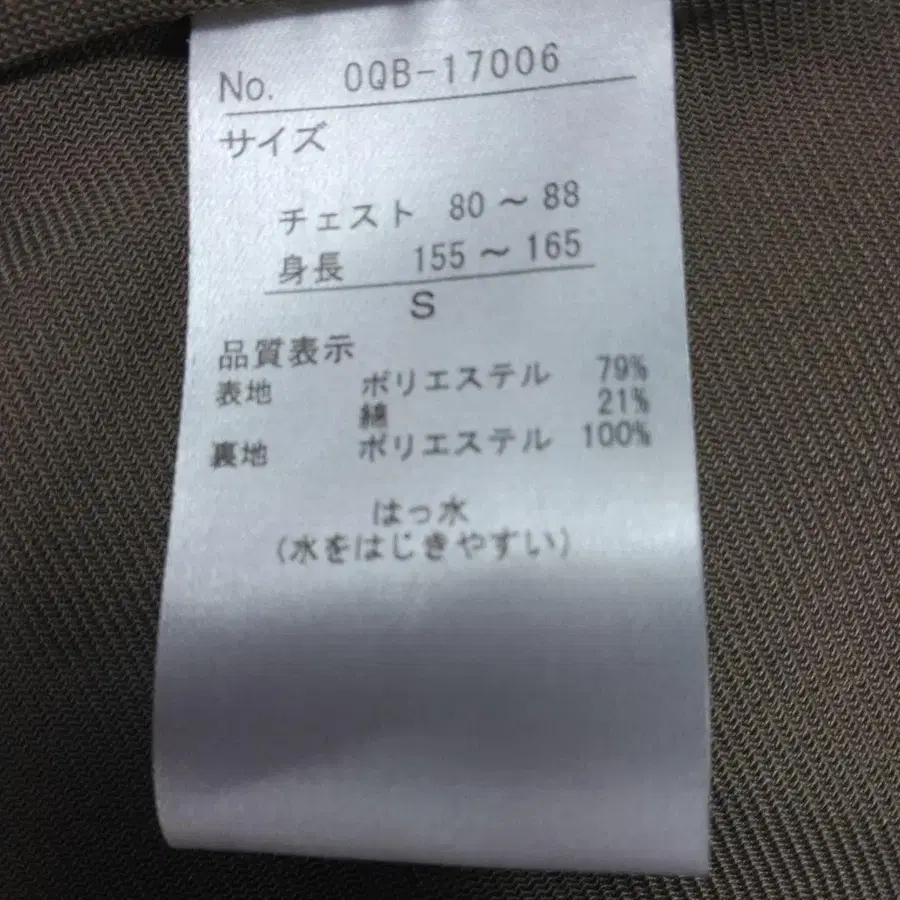 No. 0QB-17006
サイズ
チェスト 80～88
身長 155～165
S
品質表示
表地 ポリエステル 79%
綿 21%
裏地 ポリエステル 100%
はっ水
(水をはじきやすい)